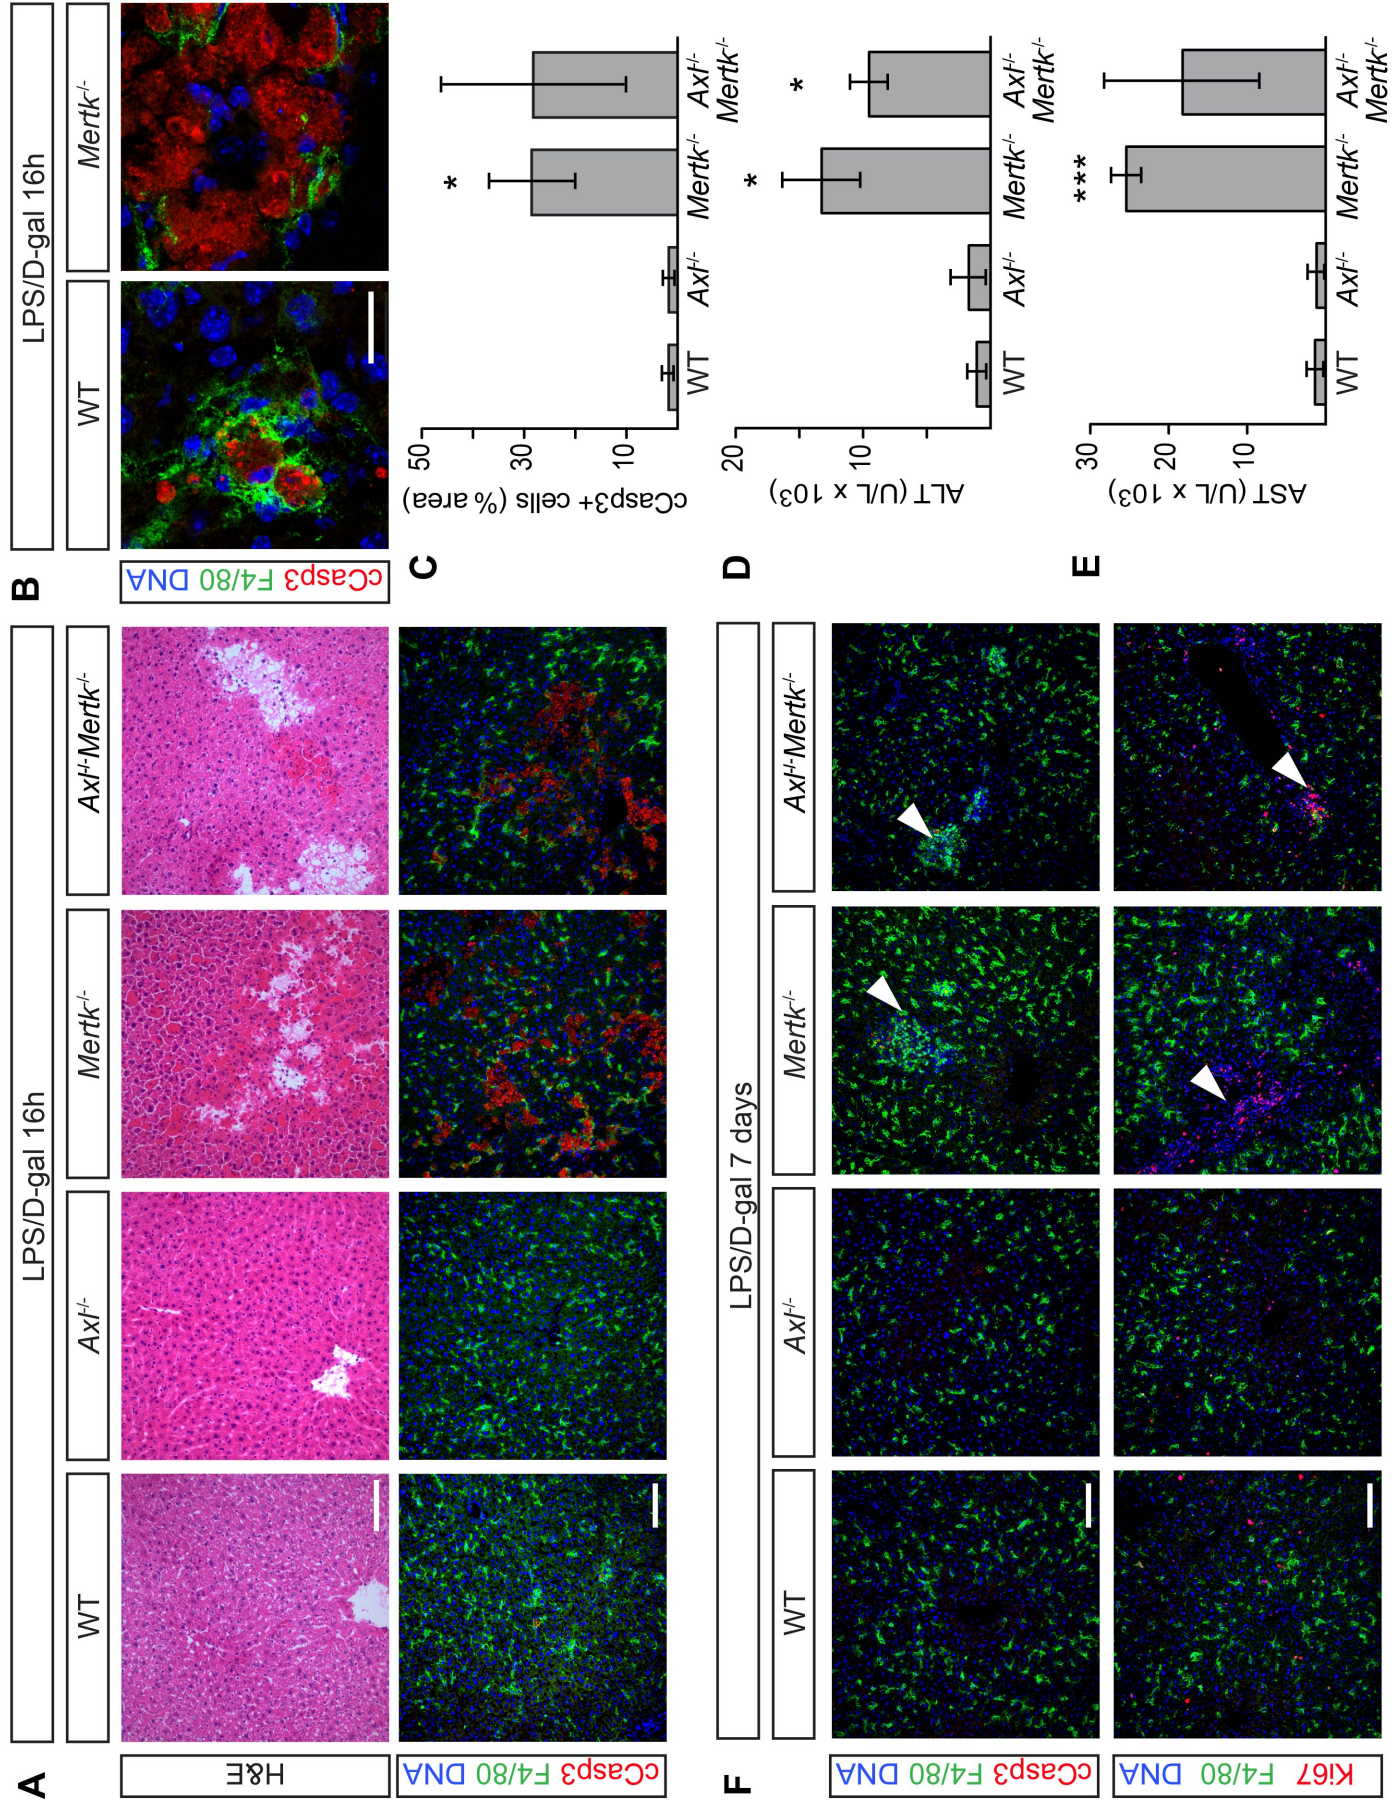 A
LPS/D-gal 16h
WT
Axl-/-
Mertk-/-
Axl-/-Mertk-/-
H&E
cCasp3 F4/80 DNA
B
LPS/D-gal 16h
WT
Mertk-/-
cCasp3 F4/80 DNA
C
cCasp3+ cells (% area)
50
30
10
*
WT
Axl-/-
Mertk-/-
Axl-/-
Mertk-/-
D
ALT (U/L x 10³)
20
10
*
*
WT
Axl-/-
Mertk-/-
Axl-/-
Mertk-/-
E
AST (U/L x 10³)
30
20
10
***
WT
Axl-/-
Mertk-/-
Axl-/-
Mertk-/-
F
LPS/D-gal 7 days
WT
Axl-/-
Mertk-/-
Axl-/-Mertk-/-
cCasp3 F4/80 DNA
Ki67 F4/80 DNA